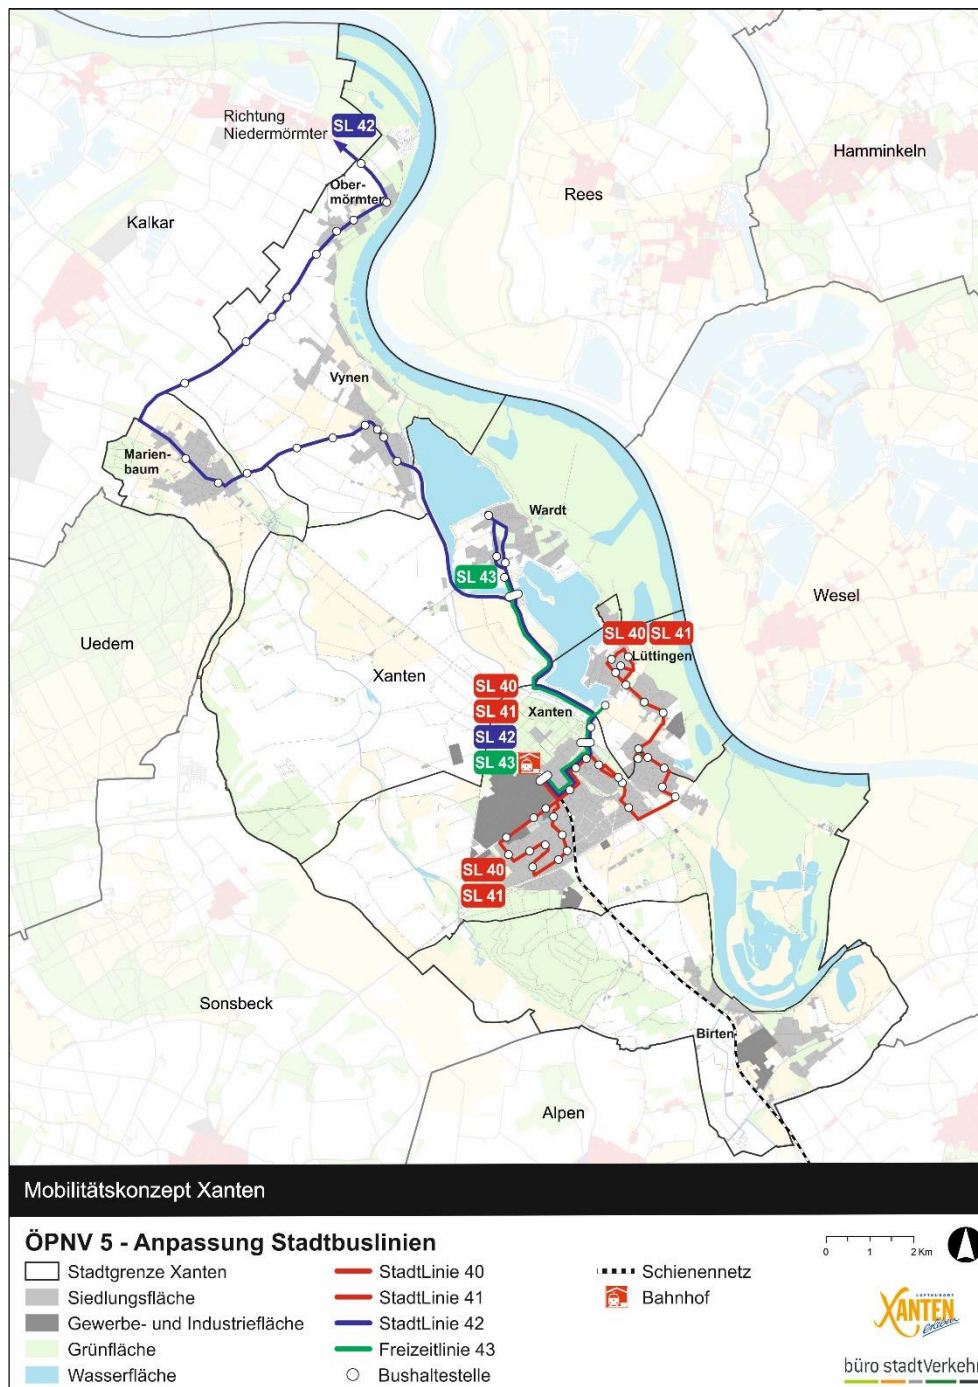 Richtung
Niedermörmter
SL 42
Ober-
mörmter
Hamminkeln
Rees
Kalkar
Vynen
Marien-
baum
Wardt
SL 43
Wesel
Uedem
SL 40 SL 41
Lüttingen
Xanten
SL 40
SL 41
Xanten
SL 42
SL 43
SL 40
SL 41
Sonsbeck
Birten
Alpen
Mobilitätskonzept Xanten
ÖPNV 5 - Anpassung Stadtbuslinien
Stadtgrenze Xanten
Siedlungsfläche
Gewerbe- und Industriefläche
Grünfläche
Wasserfläche
StadtLinie 40
StadtLinie 41
StadtLinie 42
Freizeitlinie 43
Bushaltestelle
Schienennetz
Bahnhof
0 1 2 Km
LUFTKURORT
XANTEN
erleben
büro stadtVerkehr